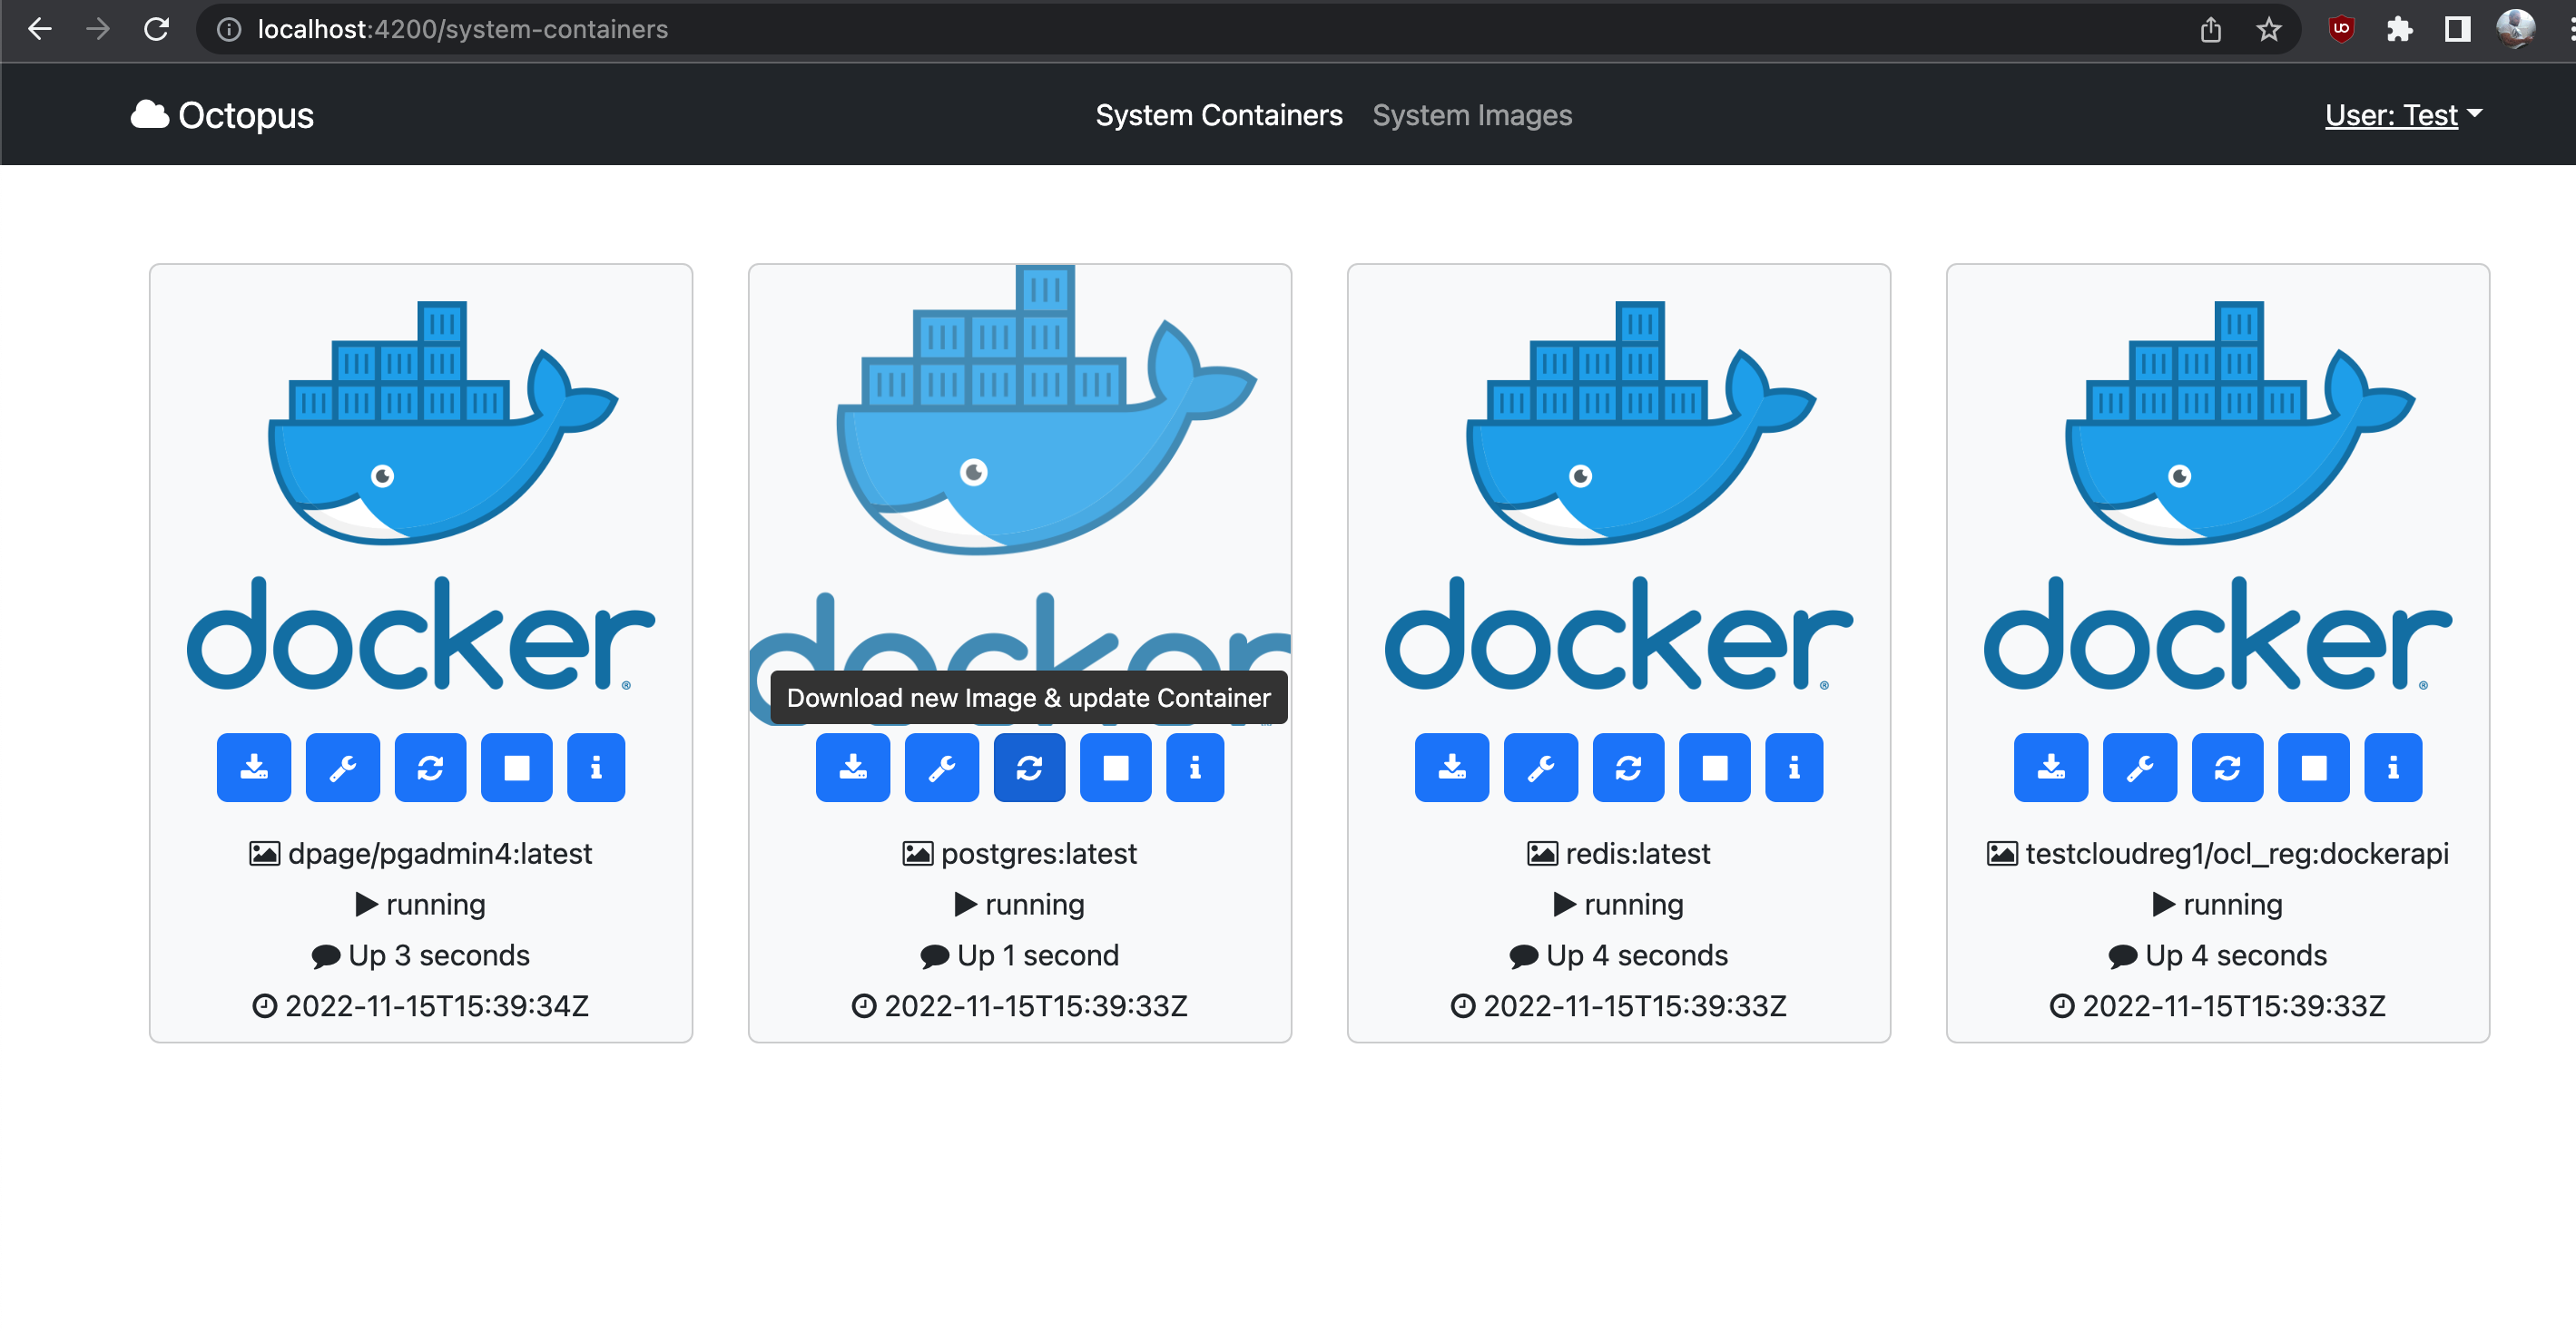 localhost:4200/system-containers
Octopus
System Containers
System Images
User: Test
docker
dpage/pgadmin4:latest
running
Up 3 seconds
2022-11-15T15:39:34Z
docker
Download new Image & update Container
postgres:latest
running
Up 1 second
2022-11-15T15:39:33Z
docker
redis:latest
running
Up 4 seconds
2022-11-15T15:39:33Z
docker
testcloudreg1/ocl_reg:dockerapi
running
Up 4 seconds
2022-11-15T15:39:33Z